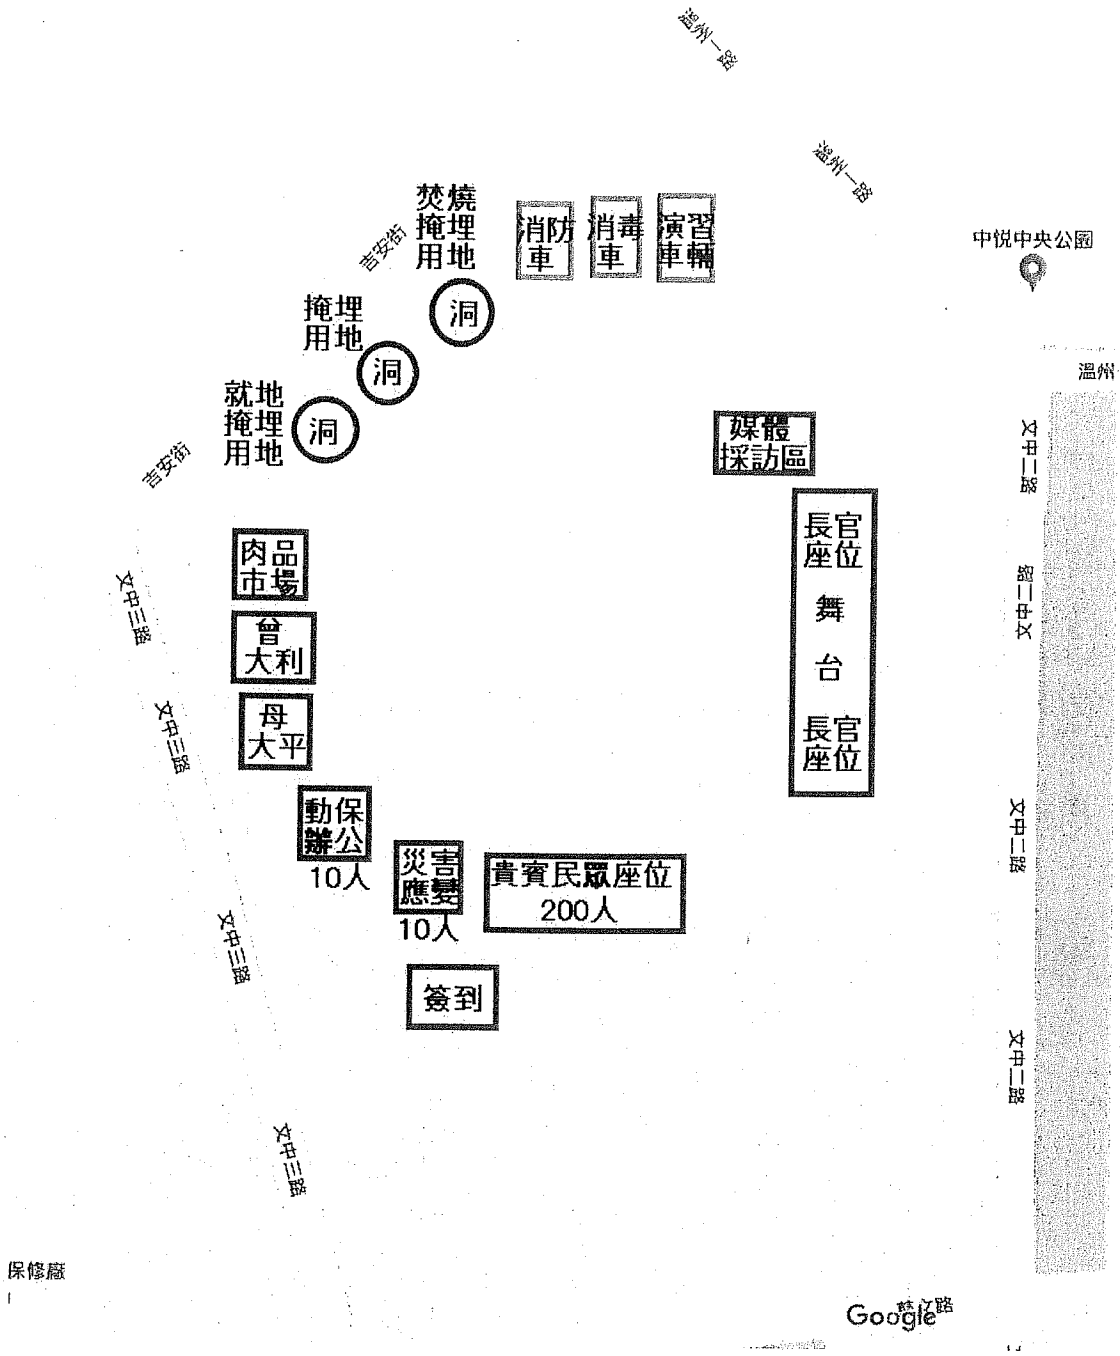 溫州一路
溫州一路
焚燒
掩埋
用地
消防
車
消毒
車
演習
車輛
吉安街
中悦中央公園
洞
掩埋
用地
洞
溫州
就地
掩埋
用地
洞
媒體
採訪區
文中二路
吉安街
長官
座位
舞
台
長官
座位
肉品
市場
文中二路
文中三路
曾
大利
母
大平
文中三路
動保
辦公
10人
災害
應變
10人
貴賓民眾座位
200人
文中二路
文中三路
簽到
文中二路
文中三路
保修廠
Google